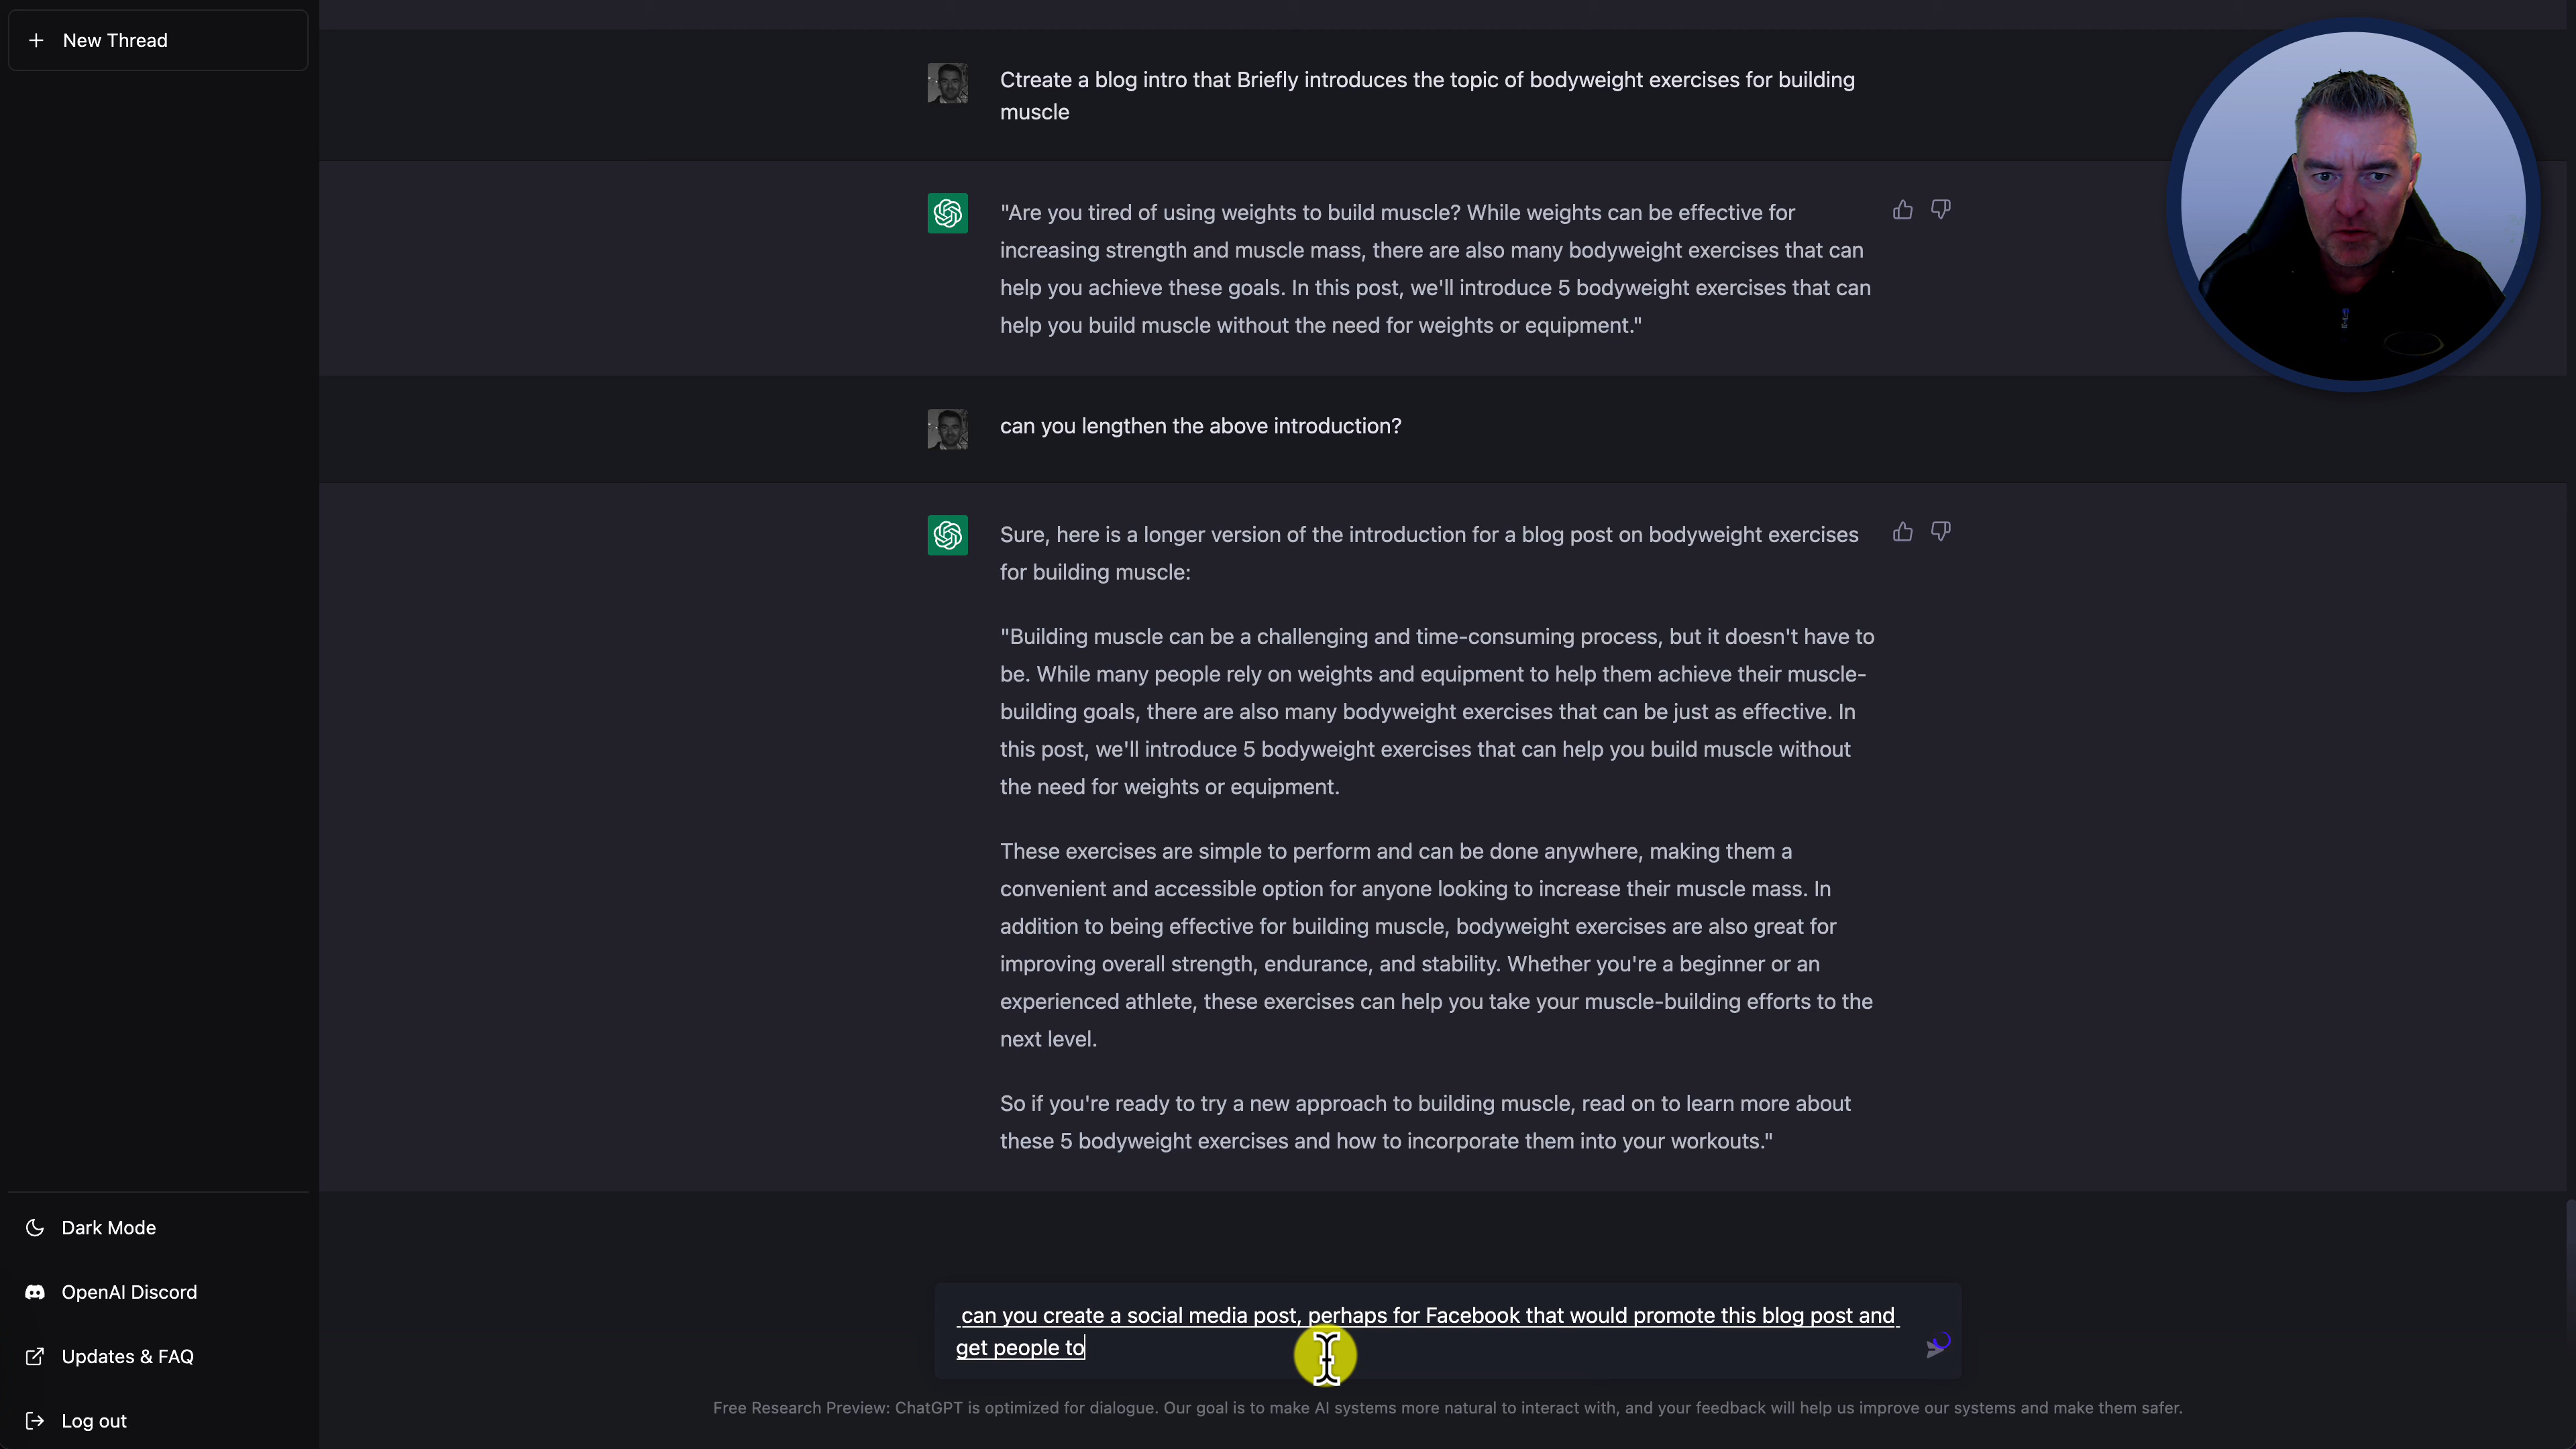 New Thread
Ctreate a blog intro that Briefly introduces the topic of bodyweight exercises for building
muscle
"Are you tired of using weights to build muscle? While weights can be effective for
increasing strength and muscle mass, there are also many bodyweight exercises that can
help you achieve these goals. In this post, we'll introduce 5 bodyweight exercises that can
help you build muscle without the need for weights or equipment."
can you lengthen the above introduction?
Sure, here is a longer version of the introduction for a blog post on bodyweight exercises
for building muscle:
"Building muscle can be a challenging and time-consuming process, but it doesn't have to
be. While many people rely on weights and equipment to help them achieve their muscle-
building goals, there are also many bodyweight exercises that can be just as effective. In
this post, we'll introduce 5 bodyweight exercises that can help you build muscle without
the need for weights or equipment.
These exercises are simple to perform and can be done anywhere, making them a
convenient and accessible option for anyone looking to increase their muscle mass. In
addition to being effective for building muscle, bodyweight exercises are also great for
improving overall strength, endurance, and stability. Whether you're a beginner or an
experienced athlete, these exercises can help you take your muscle-building efforts to the
next level.
So if you're ready to try a new approach to building muscle, read on to learn more about
these 5 bodyweight exercises and how to incorporate them into your workouts."
Dark Mode
OpenAI Discord
Updates & FAQ
Log out
can you create a social media post, perhaps for Facebook that would promote this blog post and
get people to
Free Research Preview: ChatGPT is optimized for dialogue. Our goal is to make AI systems more natural to interact with, and your feedback will help us improve our systems and make them safer.